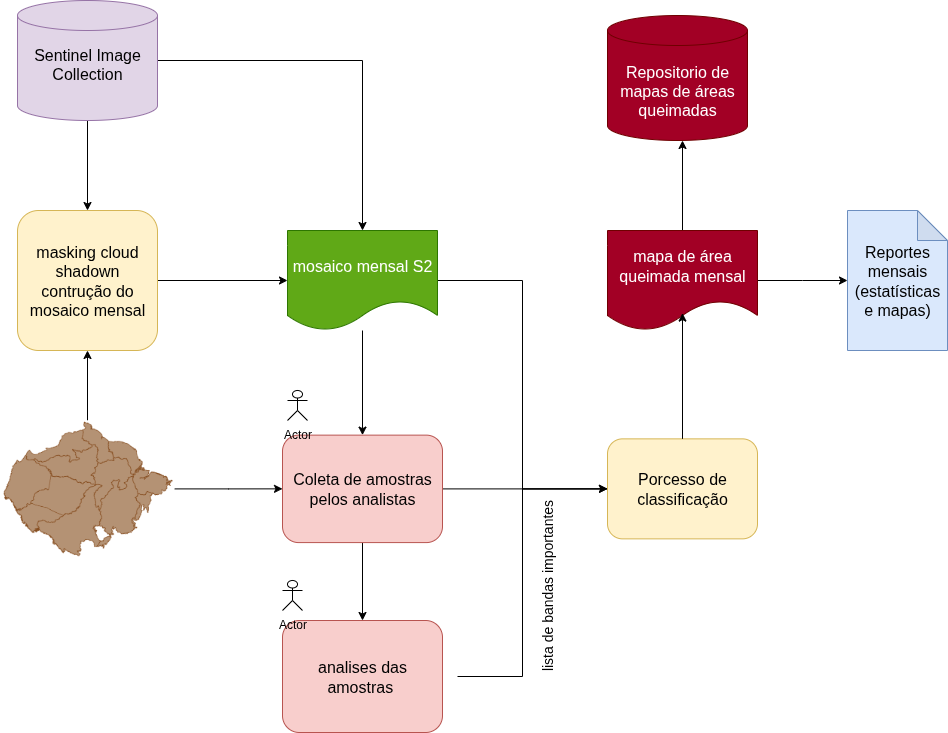 Sentinel Image
Collection
Repositorio de
mapas de áreas
queimadas
masking cloud
shadown
contrução do
mosaico mensal
mosaico mensal S2
mapa de área
queimada mensal
Reportes
mensais
(estatísticas
e mapas)
Actor
Coleta de amostras
pelos analistas
Porcesso de
classificação
lista de bandas importantes
Actor
analises das
amostras